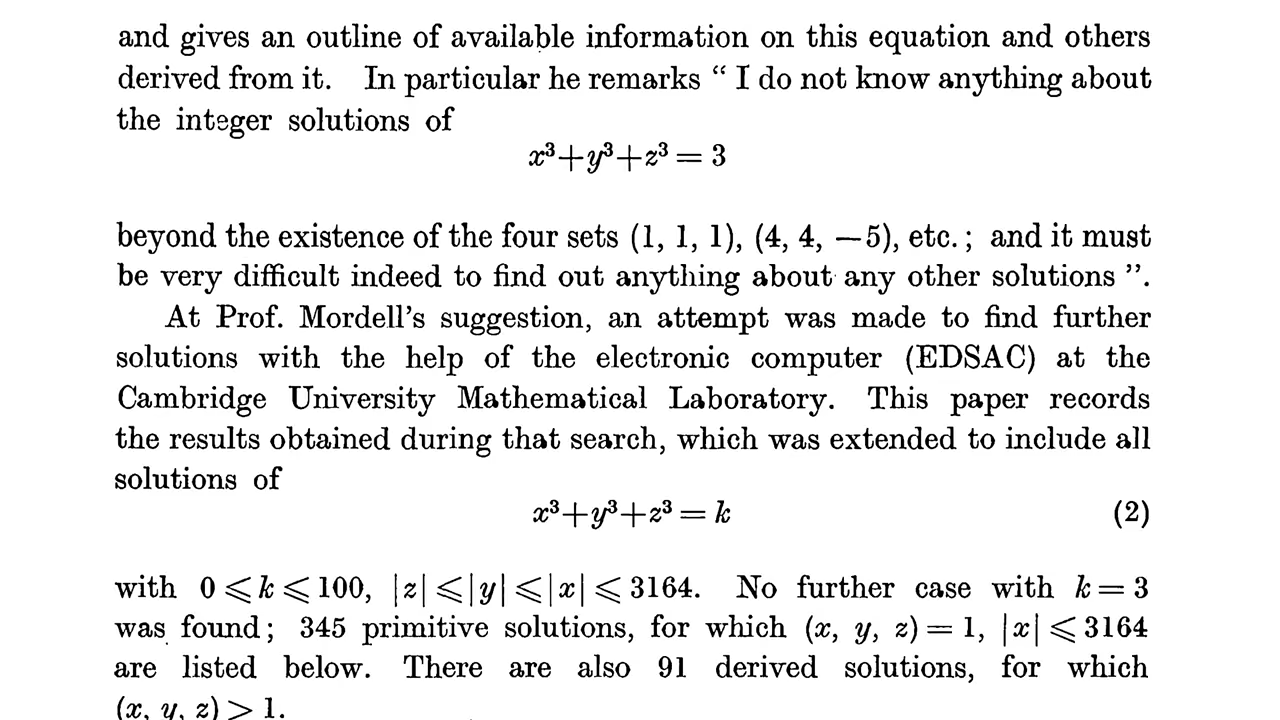 and gives an outline of available information on this equation and others
derived from it. In particular he remarks “ I do not know anything about
the integer solutions of
x³+y³+z³ = 3
beyond the existence of the four sets (1, 1, 1), (4, 4, −5), etc. ; and it must
be very difficult indeed to find out anything about any other solutions ”.
At Prof. Mordell’s suggestion, an attempt was made to find further
solutions with the help of the electronic computer (EDSAC) at the
Cambridge University Mathematical Laboratory. This paper records
the results obtained during that search, which was extended to include all
solutions of
x³+y³+z³ = k (2)
with 0 ⩽ k ⩽ 100, |z| ⩽ |y| ⩽ |x| ⩽ 3164. No further case with k = 3
was found ; 345 primitive solutions, for which (x, y, z) = 1, |x| ⩽ 3164
are listed below. There are also 91 derived solutions, for which
(x, y, z) > 1.